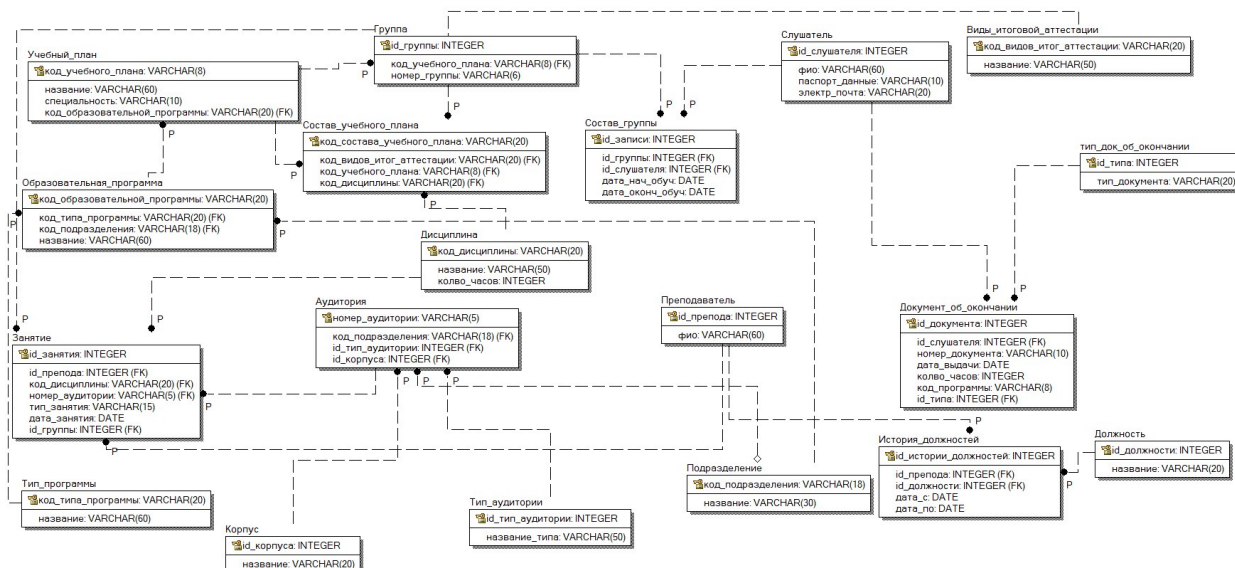 Группа
id_группы: INTEGER
код_учебного_плана: VARCHAR(8) (FK)
номер_группы: VARCHAR(6)
Слушатель
id_слушателя: INTEGER
фио: VARCHAR(60)
паспорт_данные: VARCHAR(10)
электр_почта: VARCHAR(20)
Виды_итоговой_аттестации
код_видов_итог_аттестации: VARCHAR(20)
название: VARCHAR(50)
Учебный_план
код_учебного_плана: VARCHAR(8)
название: VARCHAR(60)
специальность: VARCHAR(10)
код_образовательной_программы: VARCHAR(20) (FK)
P
P
P
P
P
P
Состав_учебного_плана
код_состава_учебного_плана: VARCHAR(20)
код_видов_итог_аттестации: VARCHAR(20) (FK)
код_учебного_плана: VARCHAR(8) (FK)
код_дисциплины: VARCHAR(20) (FK)
P
P
Состав_группы
id_записи: INTEGER
id_группы: INTEGER (FK)
id_слушателя: INTEGER (FK)
дата_нач_обуч: DATE
дата_оконч_обуч: DATE
тип_док_об_окончании
id_типа: INTEGER
тип_документа: VARCHAR(20)
Образовательная_программа
код_образовательной_программы: VARCHAR(20)
код_типа_программы: VARCHAR(20) (FK)
код_подразделения: VARCHAR(18) (FK)
название: VARCHAR(60)
P
P
Дисциплина
код_дисциплины: VARCHAR(20)
название: VARCHAR(50)
колво_часов: INTEGER
P
P
P
P
Занятие
id_занятия: INTEGER
id_препода: INTEGER (FK)
код_дисциплины: VARCHAR(20) (FK)
номер_аудитории: VARCHAR(5) (FK)
тип_занятия: VARCHAR(15)
дата_занятия: DATE
id_группы: INTEGER (FK)
P
P
Аудитория
номер_аудитории: VARCHAR(5)
код_подразделения: VARCHAR(18) (FK)
id_тип_аудитории: INTEGER (FK)
id_корпуса: INTEGER (FK)
P
P
P
Преподаватель
id_препода: INTEGER
фио: VARCHAR(60)
Документ_об_окончании
id_документа: INTEGER
id_слушателя: INTEGER (FK)
номер_документа: VARCHAR(10)
дата_выдачи: DATE
колво_часов: INTEGER
код_программы: VARCHAR(8)
id_типа: INTEGER (FK)
P
История_должностей
id_истории_должностей: INTEGER
id_препода: INTEGER (FK)
id_должности: INTEGER (FK)
дата_с: DATE
дата_по: DATE
P
Должность
id_должности: INTEGER
название: VARCHAR(20)
Тип_программы
код_типа_программы: VARCHAR(20)
название: VARCHAR(60)
Подразделение
код_подразделения: VARCHAR(18)
название: VARCHAR(30)
Тип_аудитории
id_тип_аудитории: INTEGER
название_типа: VARCHAR(50)
Корпус
id_корпуса: INTEGER
название: VARCHAR(20)